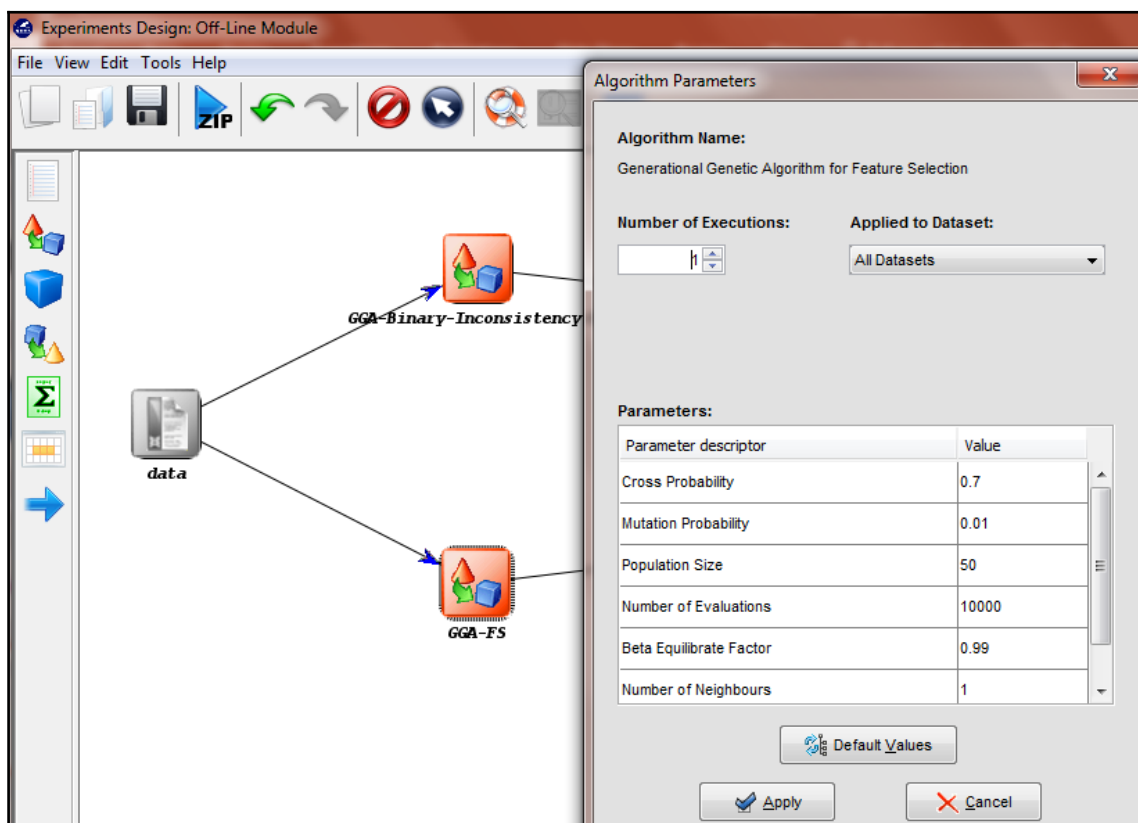 Experiments Design: Off-Line Module
File View Edit Tools Help
ZIP
GGA-Binary-Inconsistency
data
GGA-FS
Σ
Algorithm Parameters
Algorithm Name:
Generational Genetic Algorithm for Feature Selection
Number of Executions: Applied to Dataset:
1 All Datasets
Parameters:
Parameter descriptor Value
Cross Probability 0.7
Mutation Probability 0.01
Population Size 50
Number of Evaluations 10000
Beta Equilibrate Factor 0.99
Number of Neighbours 1
Default Values
Apply Cancel